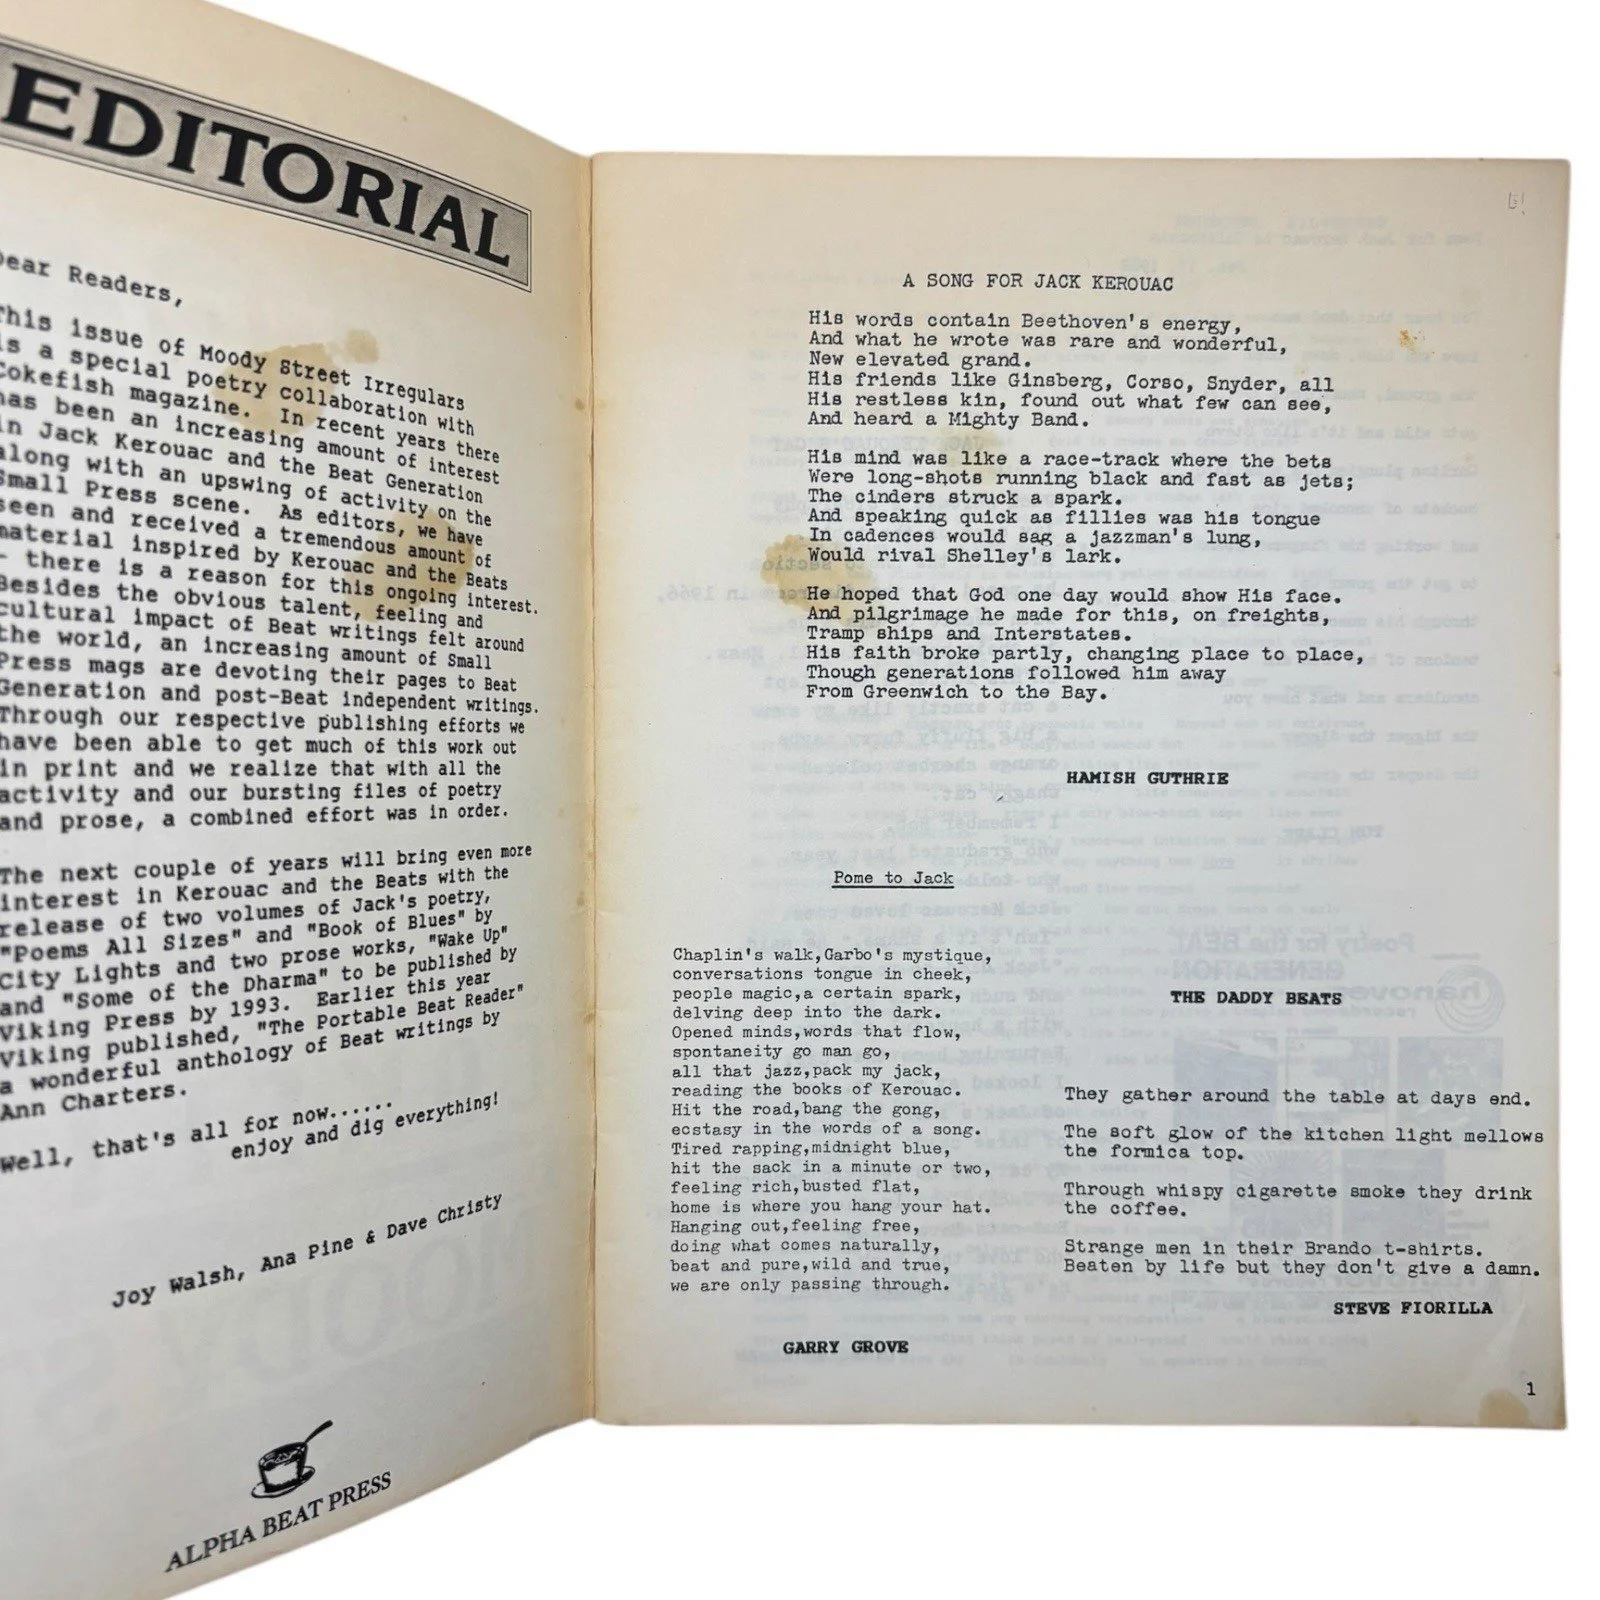 EDITORIAL
Dear Readers,
This issue of Moody Street Irregulars
is a special poetry collaboration with
Cokefish magazine. In recent years there
has been an increasing amount of interest
in Jack Kerouac and the Beat Generation
along with an upswing of activity on the
Small Press scene. As editors, we have
seen and received a tremendous amount of
material inspired by Kerouac and the Beats
- there is a reason for this ongoing interest.
Besides the obvious talent, feeling and
cultural impact of Beat writings felt around
the world, an increasing amount of Small
Press mags are devoting their pages to Beat
Generation and post-Beat independent writings.
Through our respective publishing efforts we
have been able to get much of this work out
in print and we realize that with all the
activity and our bursting files of poetry
and prose, a combined effort was in order.
The next couple of years will bring even more
interest in Kerouac and the Beats with the
release of two volumes of Jack's poetry,
"Poems All Sizes" and "Book of Blues" by
City Lights and two prose works, "Wake Up"
and "Some of the Dharma" to be published by
Viking Press by 1993. Earlier this year
Viking published, "The Portable Beat Reader"
a wonderful anthology of Beat writings by
Ann Charters.
Well, that's all for now......
enjoy and dig everything!
Joy Walsh, Ana Pine & Dave Christy
ALPHA BEAT PRESS
A SONG FOR JACK KEROUAC
His words contain Beethoven's energy,
And what he wrote was rare and wonderful,
New elevated grand.
His friends like Ginsberg, Corso, Snyder, all
His restless kin, found out what few can see,
And heard a Mighty Band.
His mind was like a race-track where the bets
Were long-shots running black and fast as jets;
The cinders struck a spark.
And speaking quick as fillies was his tongue
In cadences would sag a jazzman's lung,
Would rival Shelley's lark.
He hoped that God one day would show His face.
And pilgrimage he made for this, on freights,
Tramp ships and Interstates.
His faith broke partly, changing place to place,
Though generations followed him away
From Greenwich to the Bay.
HAMISH GUTHRIE
Pome to Jack
Chaplin's walk,Garbo's mystique,
conversations tongue in cheek,
people magic,a certain spark,
delving deep into the dark.
Opened minds,words that flow,
spontaneity go man go,
all that jazz,pack my jack,
reading the books of Kerouac.
Hit the road,bang the gong,
ecstasy in the words of a song.
Tired rapping,midnight blue,
hit the sack in a minute or two,
feeling rich,busted flat,
home is where you hang your hat.
Hanging out,feeling free,
doing what comes naturally,
beat and pure,wild and true,
we are only passing through.
GARRY GROVE
THE DADDY BEATS
They gather around the table at days end.
The soft glow of the kitchen light mellows
the formica top.
Through whispy cigarette smoke they drink
the coffee.
Strange men in their Brando t-shirts.
Beaten by life but they don't give a damn.
STEVE FIORILLA
1